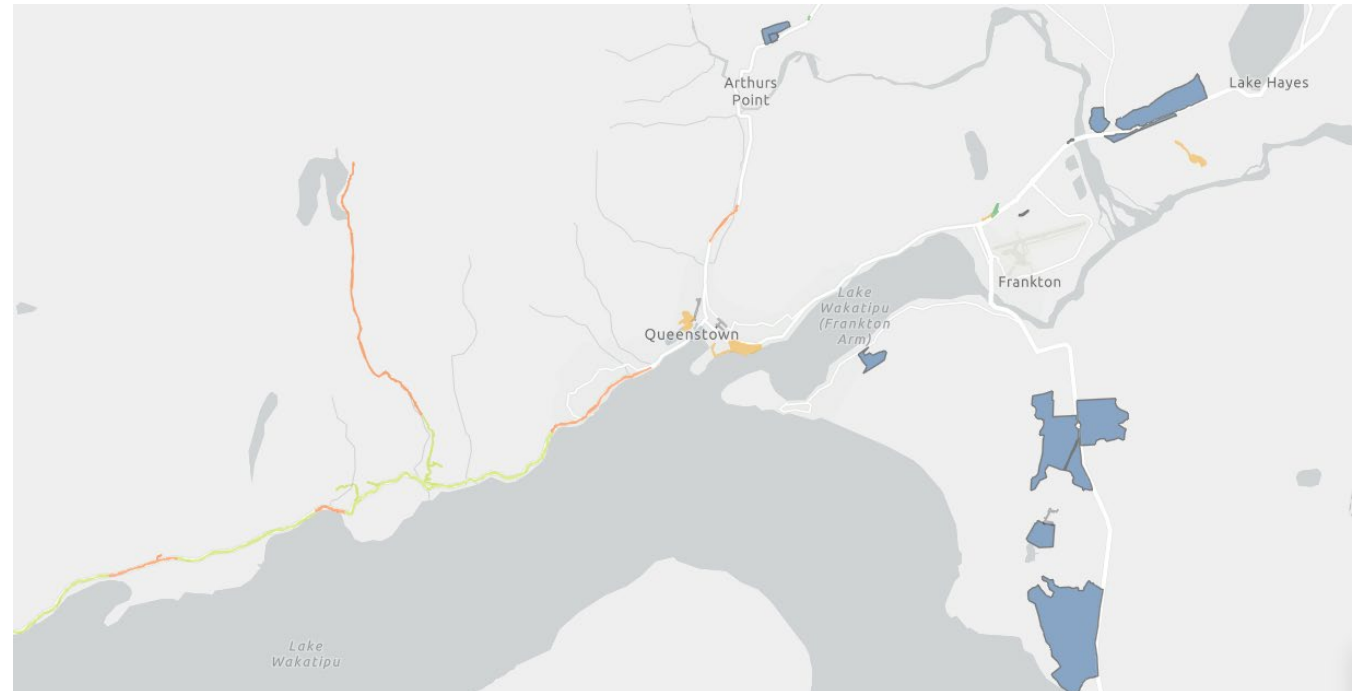 Arthurs
Point
Lake Hayes
Frankton
Lake
Wakatipu
(Frankton
Arm)
Queenstown
Lake
Wakatipu